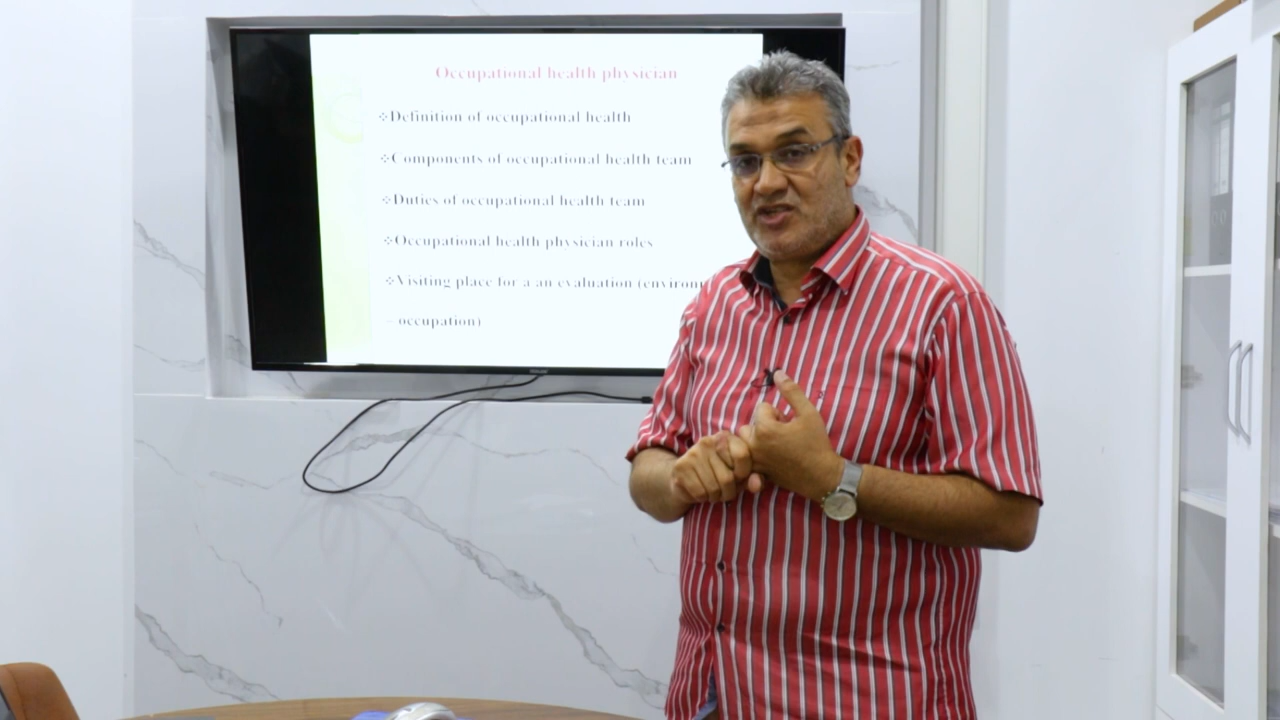 Occupational health physician
❖Definition of occupational health
❖Components of occupational health team
❖Duties of occupational health team
❖Occupational health physician roles
❖Visiting place for a an evaluation (environ
– occupation)